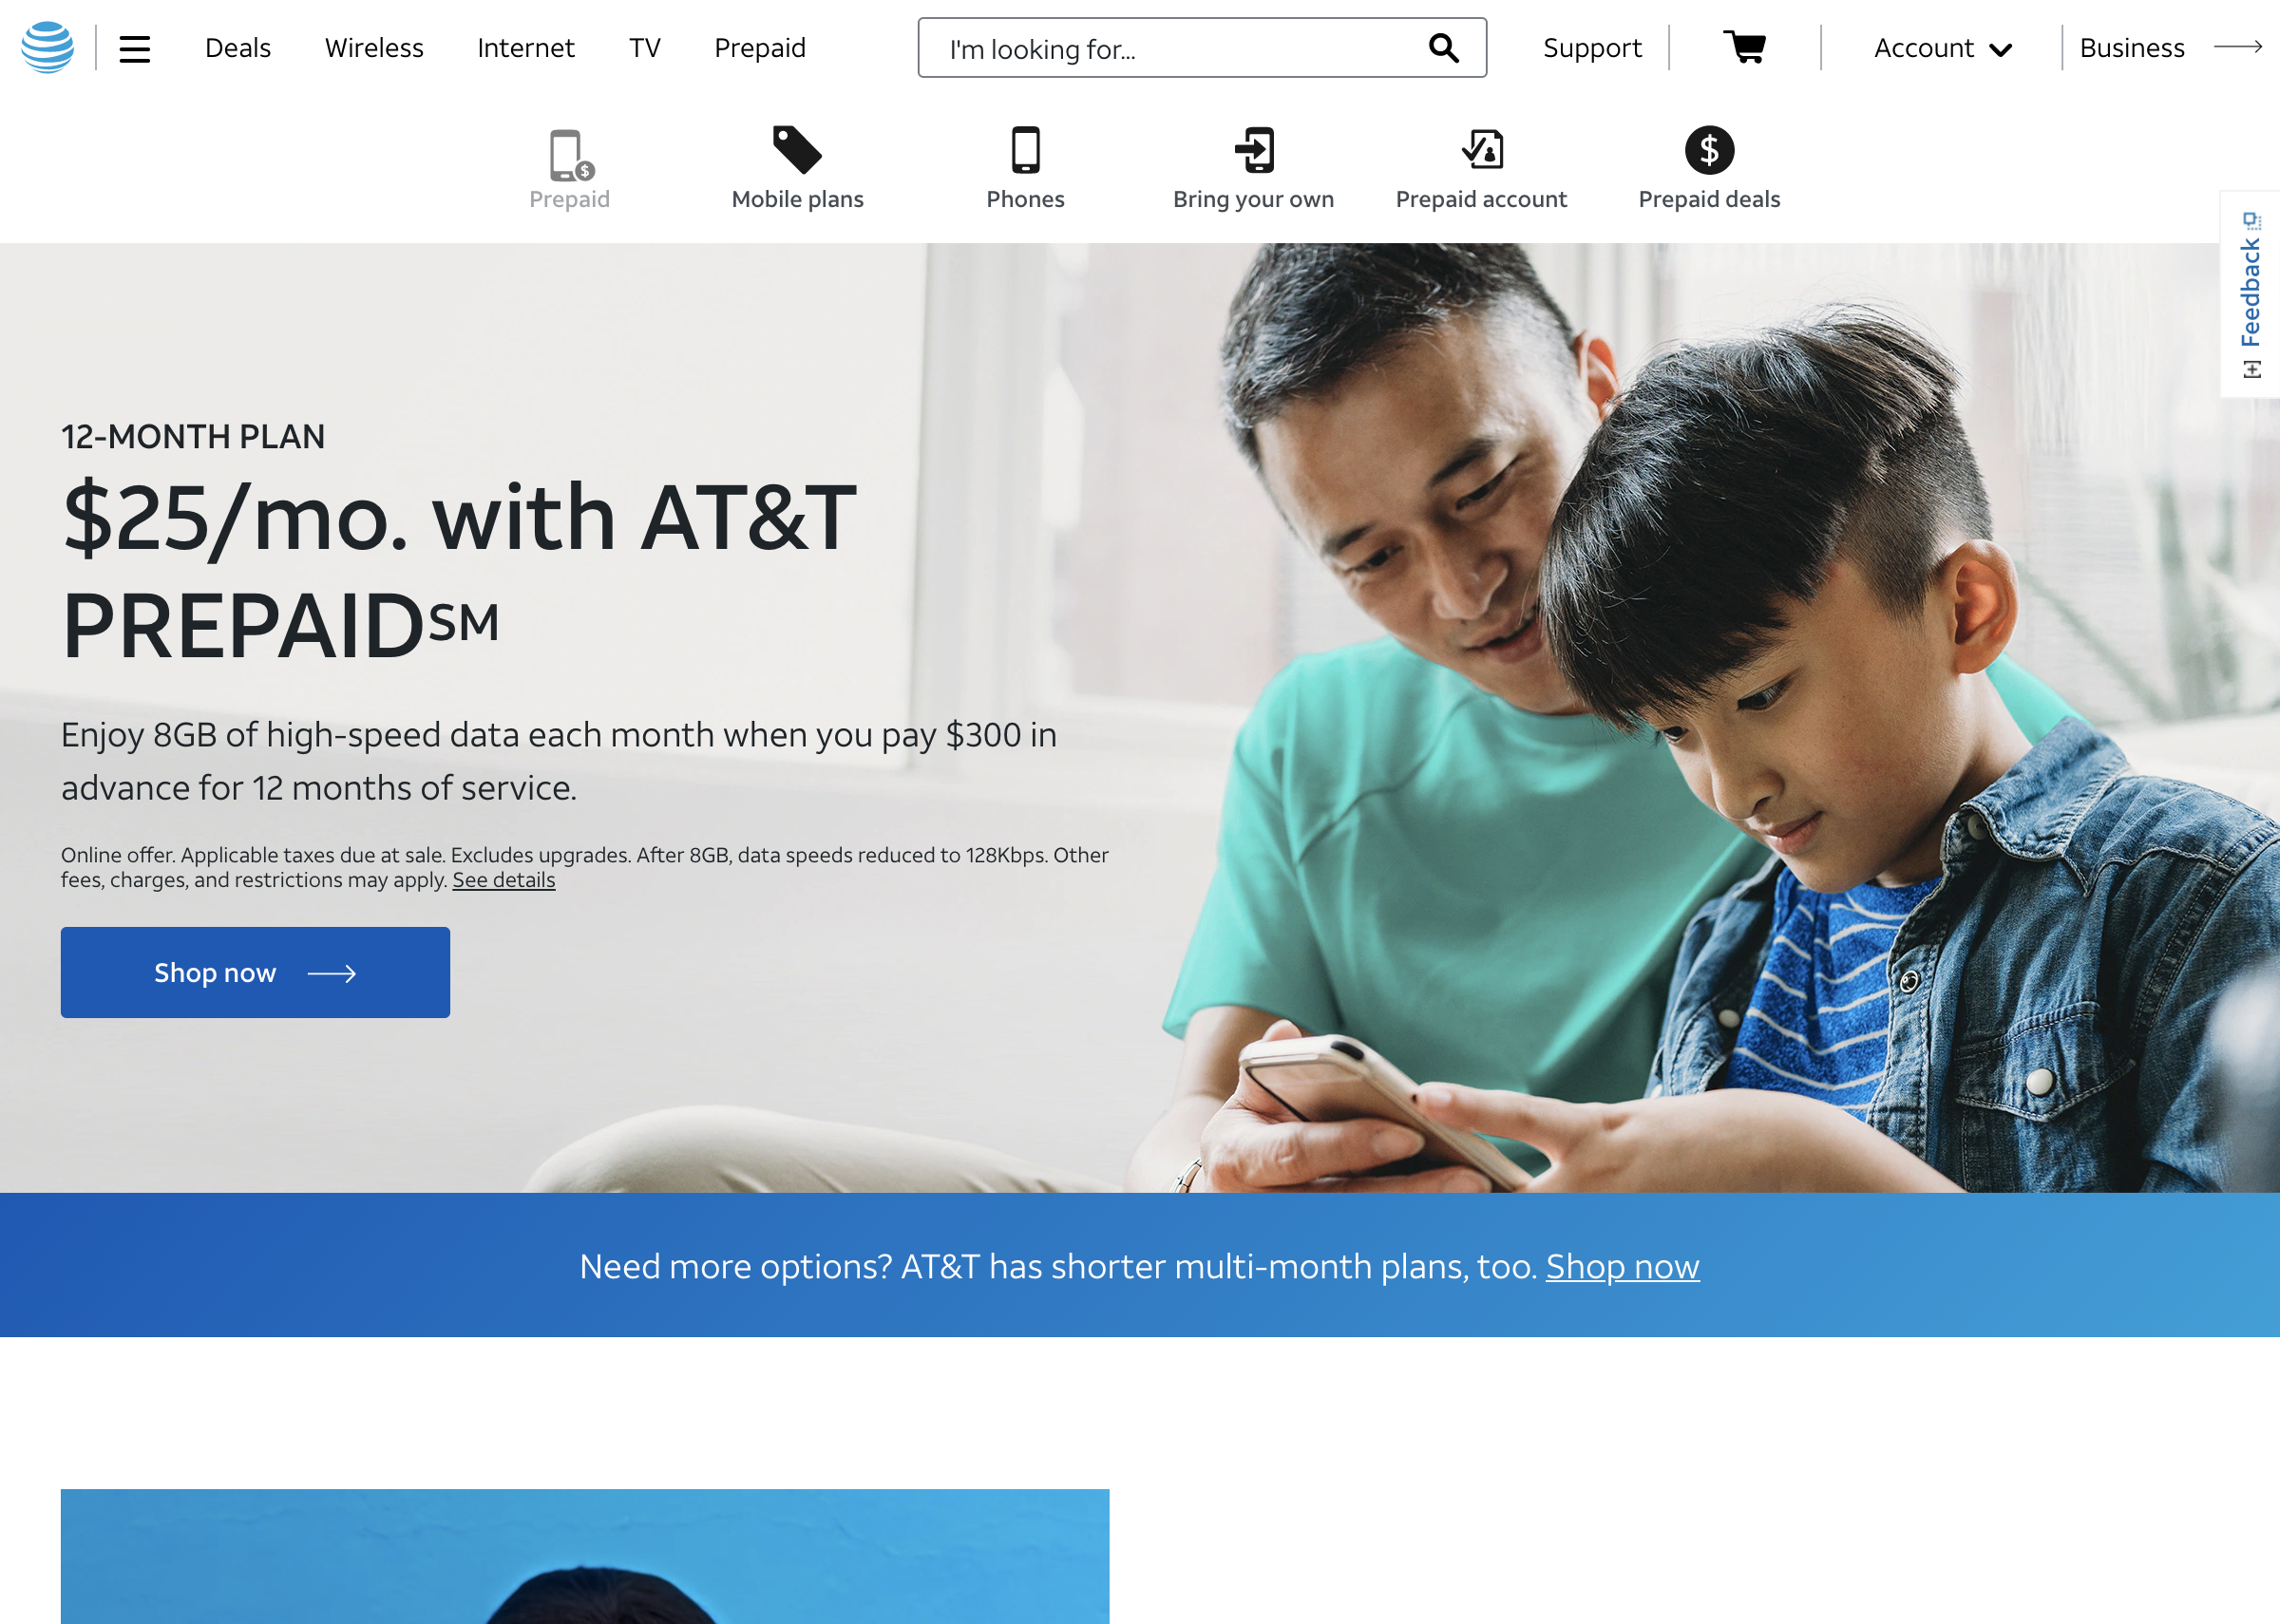 Deals Wireless Internet TV Prepaid I'm looking for... Support Account Business
Prepaid Mobile plans Phones Bring your own Prepaid account Prepaid deals
Feedback
12-MONTH PLAN
$25/mo. with AT&T
PREPAID℠
Enjoy 8GB of high-speed data each month when you pay $300 in
advance for 12 months of service.
Online offer. Applicable taxes due at sale. Excludes upgrades. After 8GB, data speeds reduced to 128Kbps. Other
fees, charges, and restrictions may apply. See details
Shop now
Need more options? AT&T has shorter multi-month plans, too. Shop now